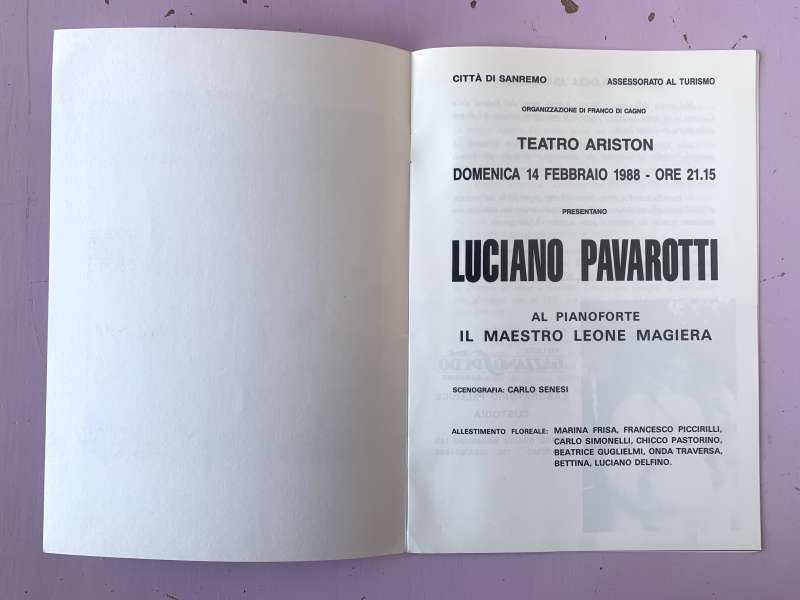 CITTÀ DI SANREMO ASSESSORATO AL TURISMO
ORGANIZZAZIONE DI FRANCO DI CAGNO
TEATRO ARISTON
DOMENICA 14 FEBBRAIO 1988 - ORE 21.15
PRESENTANO
LUCIANO PAVAROTTI
AL PIANOFORTE
IL MAESTRO LEONE MAGIERA
SCENOGRAFIA: CARLO SENESI
ALLESTIMENTO FLOREALE: MARINA FRISA, FRANCESCO PICCIRILLI,
CARLO SIMONELLI, CHICCO PASTORINO,
BEATRICE GUGLIELMI, ONDA TRAVERSA,
BETTINA, LUCIANO DELFINO.